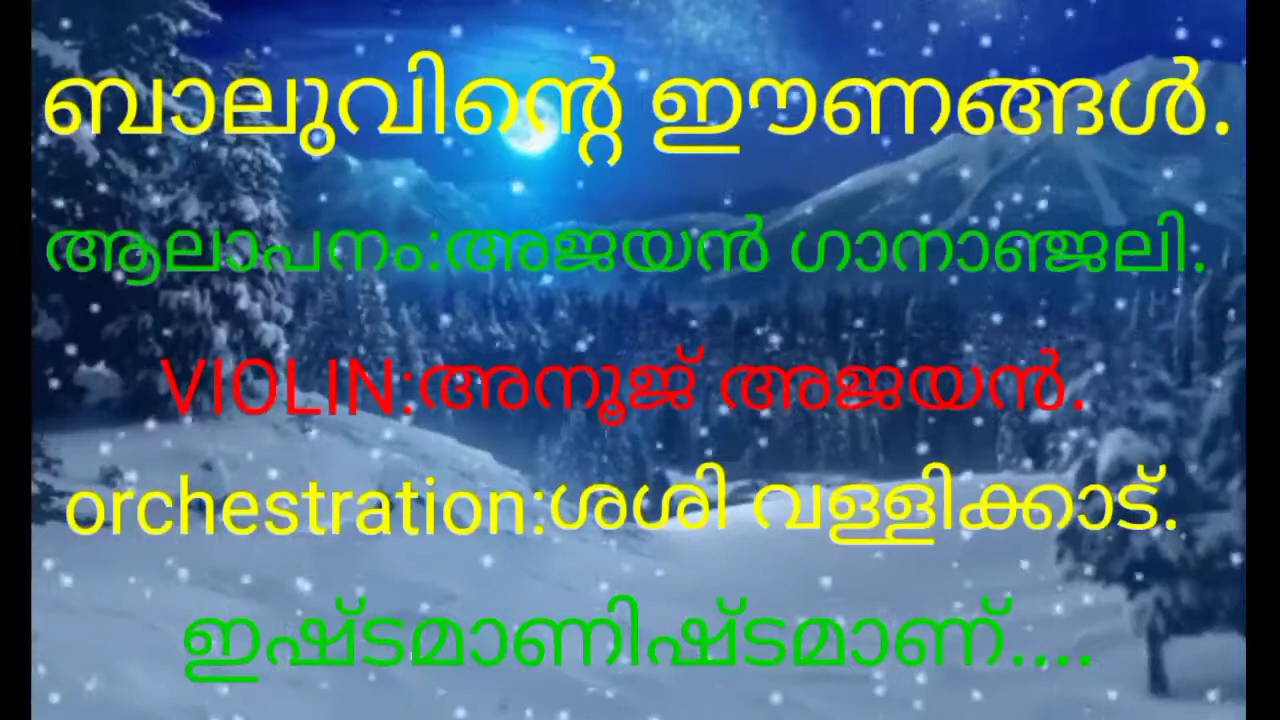 ബാലുവിന്റെ ഈണങ്ങൾ.
ആലാപനം:അജയൻ ഗാനാഞ്ജലി.
VIOLIN:അനൂജ് അജയൻ.
orchestration:ശശി വള്ളിക്കാട്.
ഇഷ്ടമാണിഷ്ടമാണ്....